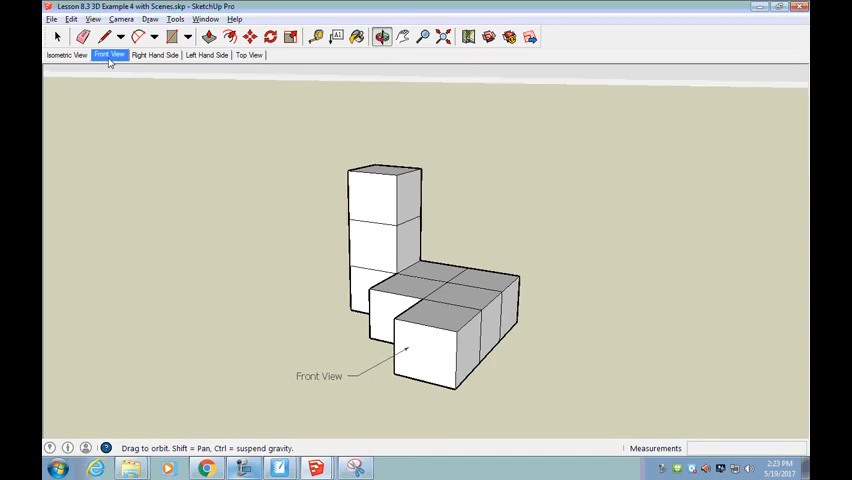 Lesson 8.3 3D Example 4 with Scenes.skp - SketchUp Pro
File Edit View Camera Draw Tools Window Help
Isometric View Front View Right Hand Side Left Hand Side Top View
Front View
Drag to orbit. Shift = Pan, Ctrl = suspend gravity. Measurements
2:23 PM
5/19/2017